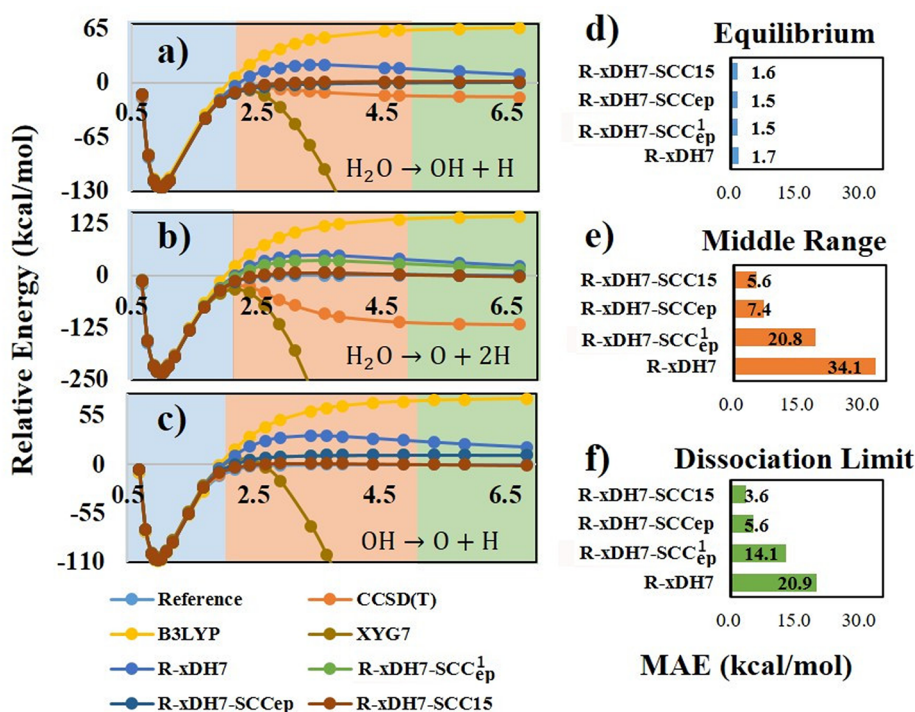 Relative Energy (kcal/mol)
a)
65
0
-65
-130
0.5
2.5
4.5
6.5
H₂O → OH + H
b)
125
0
-125
-250
0.5
2.5
4.5
6.5
H₂O → O + 2H
c)
55
0
-55
-110
0.5
2.5
4.5
6.5
OH → O + H
Reference
CCSD(T)
B3LYP
XYG7
R-xDH7
R-xDH7-SCC¹ep
R-xDH7-SCCep
R-xDH7-SCC15
d) Equilibrium
R-xDH7-SCC15 1.6
R-xDH7-SCCep 1.5
R-xDH7-SCC¹ep 1.5
R-xDH7 1.7
0.0 15.0 30.0
e) Middle Range
R-xDH7-SCC15 5.6
R-xDH7-SCCep 7.4
R-xDH7-SCC¹ep 20.8
R-xDH7 34.1
0.0 15.0 30.0
f) Dissociation Limit
R-xDH7-SCC15 3.6
R-xDH7-SCCep 5.6
R-xDH7-SCC¹ep 14.1
R-xDH7 20.9
0.0 15.0 30.0
MAE (kcal/mol)